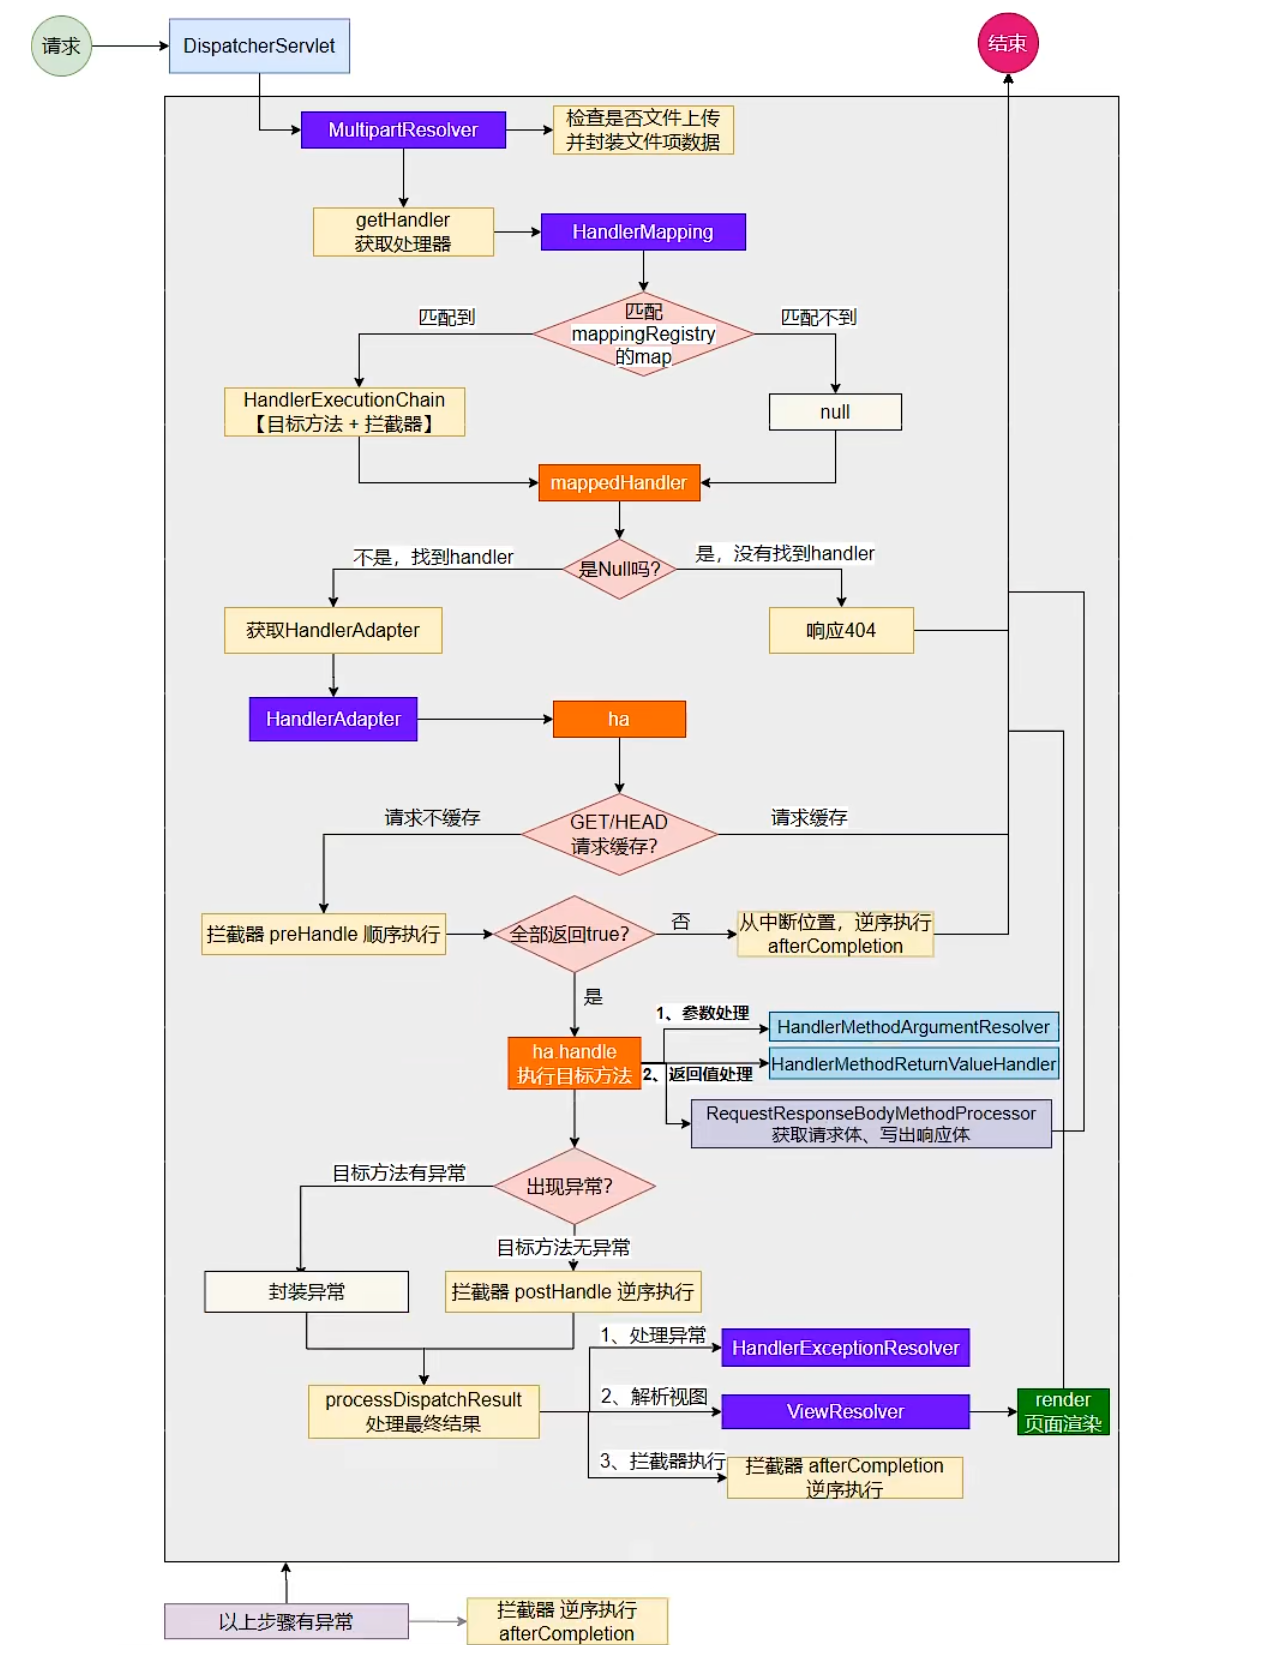 请求
DispatcherServlet
结束
MultipartResolver
检查是否文件上传
并封装文件项数据
getHandler
获取处理器
HandlerMapping
匹配到
匹配
mappingRegistry
的map
匹配不到
HandlerExecutionChain
【目标方法 + 拦截器】
null
mappedHandler
不是，找到handler
是Null吗?
是，没有找到handler
获取HandlerAdapter
响应404
HandlerAdapter
ha
请求不缓存
GET/HEAD
请求缓存?
请求缓存
拦截器 preHandle 顺序执行
全部返回true?
否
从中断位置，逆序执行
afterCompletion
是
1、参数处理
HandlerMethodArgumentResolver
ha.handle
执行目标方法
2、返回值处理
HandlerMethodReturnValueHandler
RequestResponseBodyMethodProcessor
获取请求体、写出响应体
目标方法有异常
出现异常?
目标方法无异常
封装异常
拦截器 postHandle 逆序执行
1、处理异常
HandlerExceptionResolver
processDispatchResult
处理最终结果
2、解析视图
ViewResolver
render
页面渲染
3、拦截器执行
拦截器 afterCompletion
逆序执行
以上步骤有异常
拦截器 逆序执行
afterCompletion